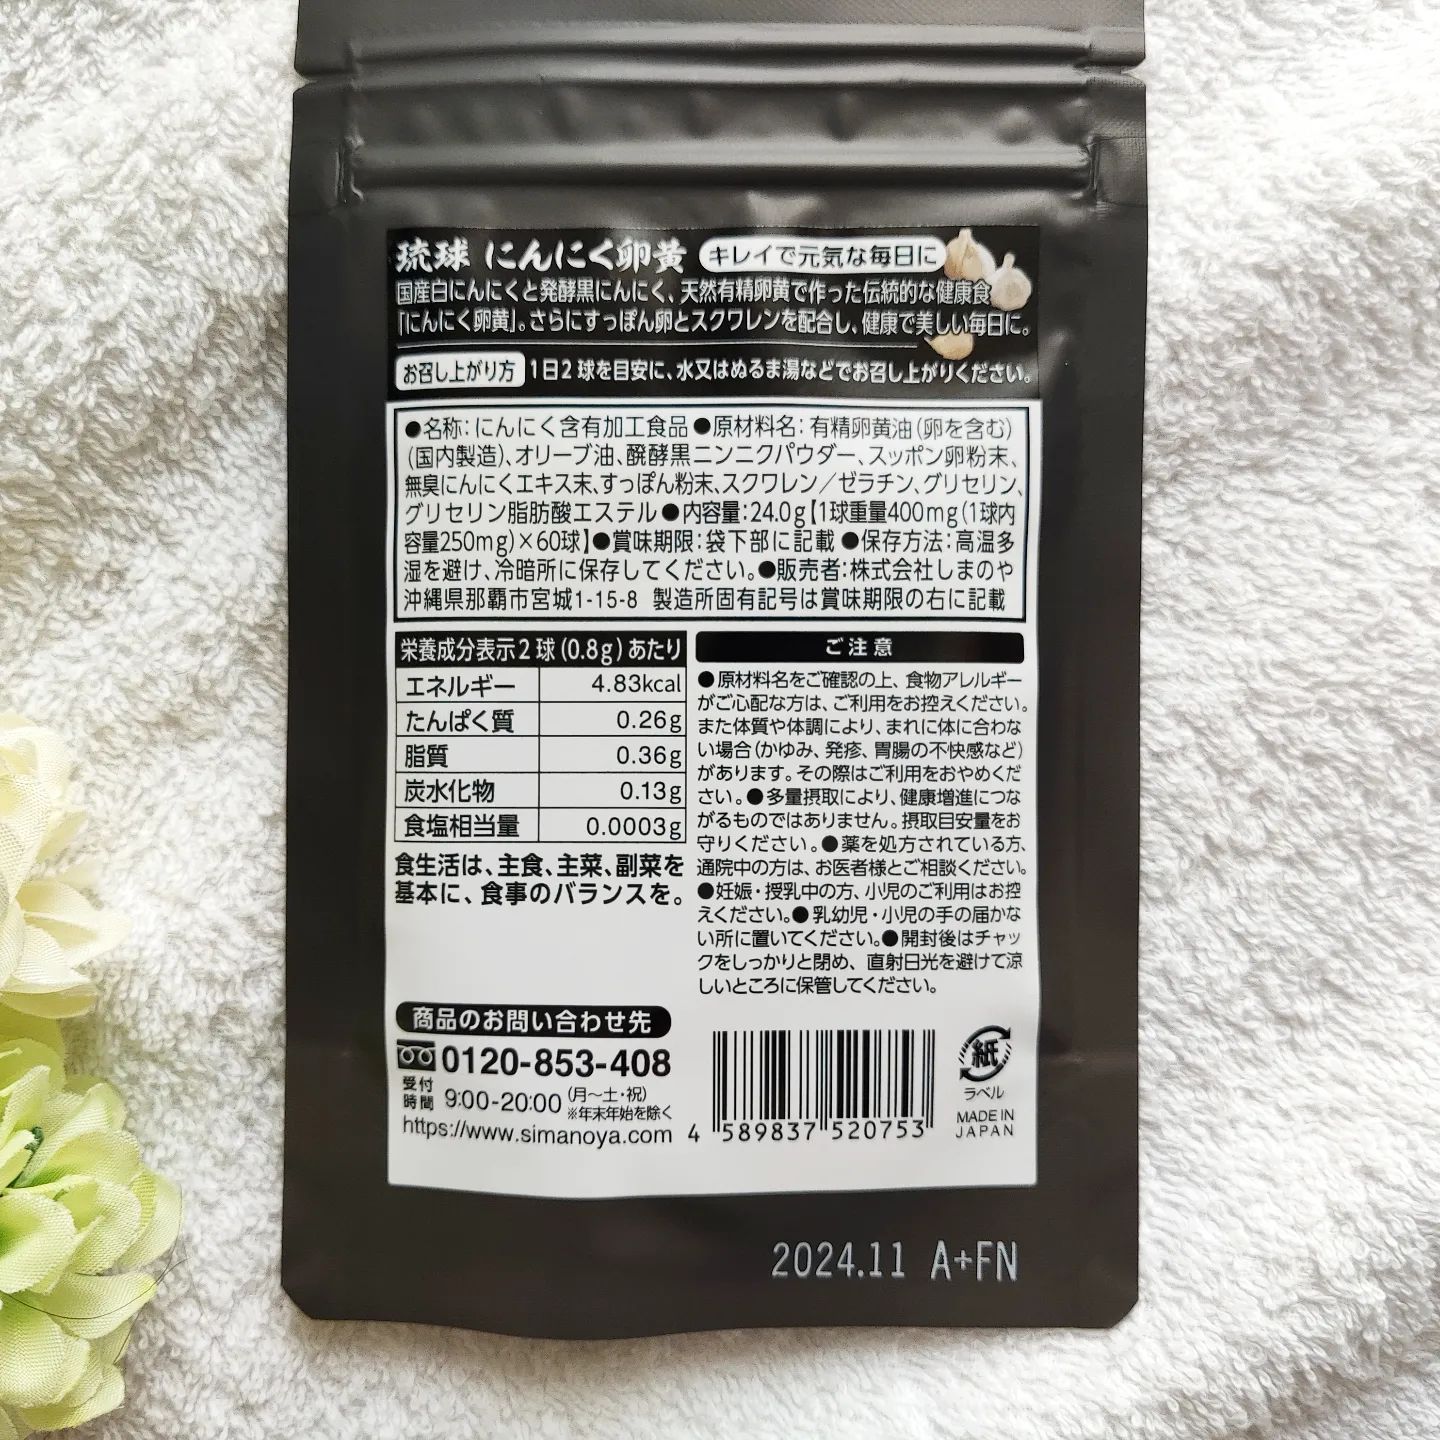 琉球 にんにく卵黄 キレイで元気な毎日に
国産白にんにくと発酵黒にんにく、天然有精卵黄で作った伝統的な健康食
「にんにく卵黄」。さらにすっぽん卵とスクワレンを配合し、健康で美しい毎日に。
お召し上がり方 1日2球を目安に、水又はぬるま湯などでお召し上がりください。
●名称：にんにく含有加工食品●原材料名：有精卵黄油（卵を含む）
（国内製造）、オリーブ油、醗酵黒ニンニクパウダー、スッポン卵粉末、
無臭にんにくエキス末、すっぽん粉末、スクワレン／ゼラチン、グリセリン、
グリセリン脂肪酸エステル●内容量：24.0g【1球重量400mg（1球内
容量250mg）×60球】●賞味期限：袋下部に記載●保存方法：高温多
湿を避け、冷暗所に保存してください。●販売者：株式会社しまのや
沖縄県那覇市宮城1-15-8 製造所固有記号は賞味期限の右に記載
栄養成分表示2球(0.8g)あたり
エネルギー 4.83kcal
たんぱく質 0.26g
脂質 0.36g
炭水化物 0.13g
食塩相当量 0.0003g
食生活は、主食、主菜、副菜を
基本に、食事のバランスを。
ご注意
●原材料名をご確認の上、食物アレルギー
がご心配な方は、ご利用をお控えください。
また体質や体調により、まれに体に合わな
い場合（かゆみ、発疹、胃腸の不快感など）
があります。その際はご利用をおやめくだ
さい。●多量摂取により、健康増進につな
がるものではありません。摂取目安量をお
守りください。●薬を処方されている方、
通院中の方は、お医者様とご相談ください。
●妊娠・授乳中の方、小児のご利用はお控
えください。●乳幼児・小児の手の届かな
い所に置いてください。●開封後はチャッ
クをしっかりと閉め、直射日光を避けて涼
しいところに保管してください。
商品のお問い合わせ先
0120-853-408
受付時間 9:00-20:00（月〜土・祝）※年末年始を除く
https://www.simanoya.com
4 589837 520753
紙
ラベル
MADE IN
JAPAN
2024.11 A+FN